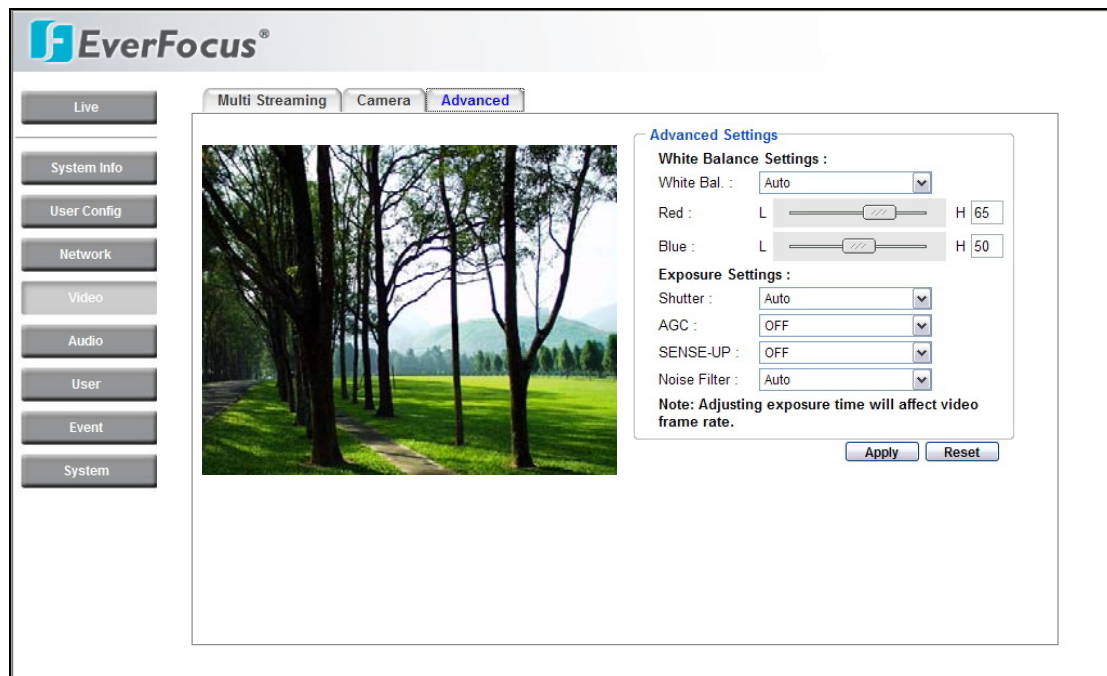 EverFocus®
Live
System Info
User Config
Network
Video
Audio
User
Event
System
Multi Streaming
Camera
Advanced
Advanced Settings
White Balance Settings :
White Bal. : Auto
Red : L H 65
Blue : L H 50
Exposure Settings :
Shutter : Auto
AGC : OFF
SENSE-UP : OFF
Noise Filter : Auto
Note: Adjusting exposure time will affect video
frame rate.
Apply Reset